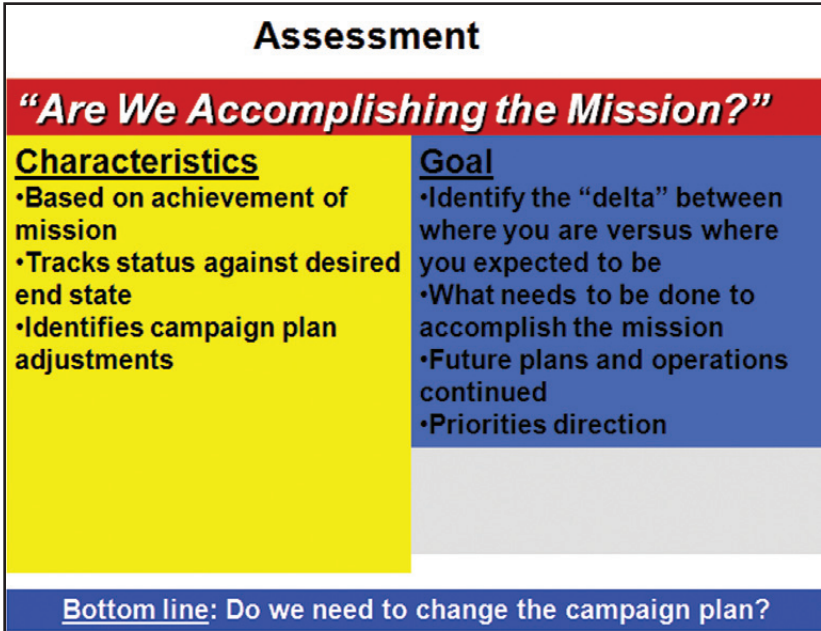 Assessment
“Are We Accomplishing the Mission?”
Characteristics
•Based on achievement of
mission
•Tracks status against desired
end state
•Identifies campaign plan
adjustments
Goal
•Identify the “delta” between
where you are versus where
you expected to be
•What needs to be done to
accomplish the mission
•Future plans and operations
continued
•Priorities direction
Bottom line: Do we need to change the campaign plan?